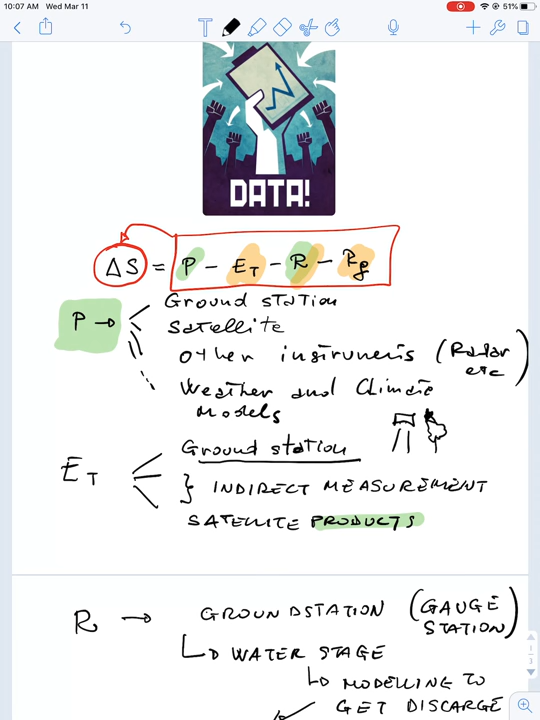 10:07 AM Wed Mar 11
51%
T
DATA!
ΔS = P - ET - R - Rg
P → Ground station
Satellite
other instruments (Radar etc)
Weather and Climate
models
ET Ground station
} INDIRECT MEASUREMENT
SATELLITE PRODUCTS
R → GROUNDSTATION (GAUGE STATION)
WATER STAGE
MODELLING TO
GET DISCARGE
1/3